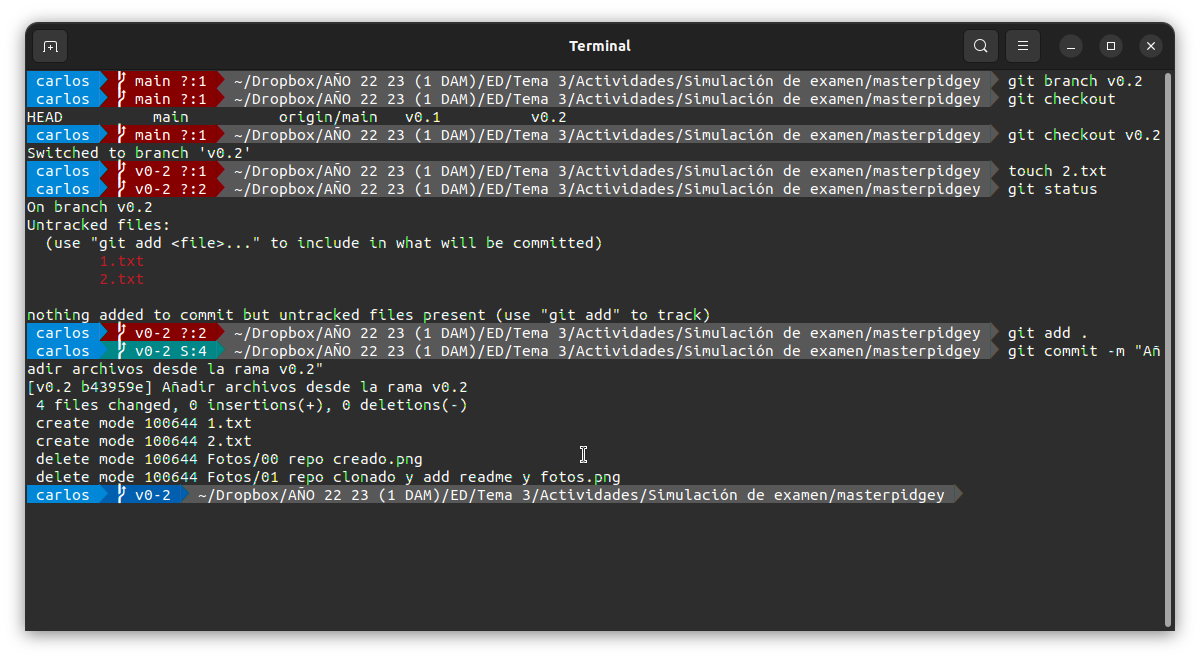 Terminal
carlos main ?:1 ~/Dropbox/AÑO 22 23 (1 DAM)/ED/Tema 3/Actividades/Simulación de examen/masterpidgey git branch v0.2
carlos main ?:1 ~/Dropbox/AÑO 22 23 (1 DAM)/ED/Tema 3/Actividades/Simulación de examen/masterpidgey git checkout
HEAD main origin/main v0.1 v0.2
carlos main ?:1 ~/Dropbox/AÑO 22 23 (1 DAM)/ED/Tema 3/Actividades/Simulación de examen/masterpidgey git checkout v0.2
Switched to branch 'v0.2'
carlos v0-2 ?:1 ~/Dropbox/AÑO 22 23 (1 DAM)/ED/Tema 3/Actividades/Simulación de examen/masterpidgey touch 2.txt
carlos v0-2 ?:2 ~/Dropbox/AÑO 22 23 (1 DAM)/ED/Tema 3/Actividades/Simulación de examen/masterpidgey git status
On branch v0.2
Untracked files:
(use "git add <file>..." to include in what will be committed)
1.txt
2.txt
nothing added to commit but untracked files present (use "git add" to track)
carlos v0-2 ?:2 ~/Dropbox/AÑO 22 23 (1 DAM)/ED/Tema 3/Actividades/Simulación de examen/masterpidgey git add .
carlos v0-2 S:4 ~/Dropbox/AÑO 22 23 (1 DAM)/ED/Tema 3/Actividades/Simulación de examen/masterpidgey git commit -m "Añ
adir archivos desde la rama v0.2"
[v0.2 b43959e] Añadir archivos desde la rama v0.2
4 files changed, 0 insertions(+), 0 deletions(-)
create mode 100644 1.txt
create mode 100644 2.txt
delete mode 100644 Fotos/00 repo creado.png
delete mode 100644 Fotos/01 repo clonado y add readme y fotos.png
carlos v0-2 ~/Dropbox/AÑO 22 23 (1 DAM)/ED/Tema 3/Actividades/Simulación de examen/masterpidgey